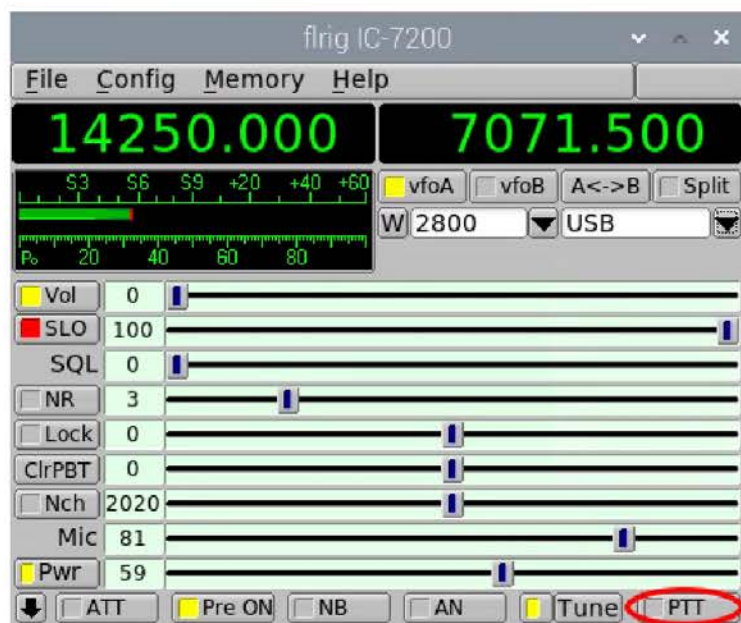 flrig IC-7200
File Config Memory Help
14250.000 7071.500
S3 S6 S9 +20 +40 +60
vfoA vfoB A<->B Split
W 2800 USB
Po 20 40 60 80
Vol 0
SLO 100
SQL 0
NR 3
Lock 0
ClrPBT 0
Nch 2020
Mic 81
Pwr 59
ATT Pre ON NB AN Tune PTT